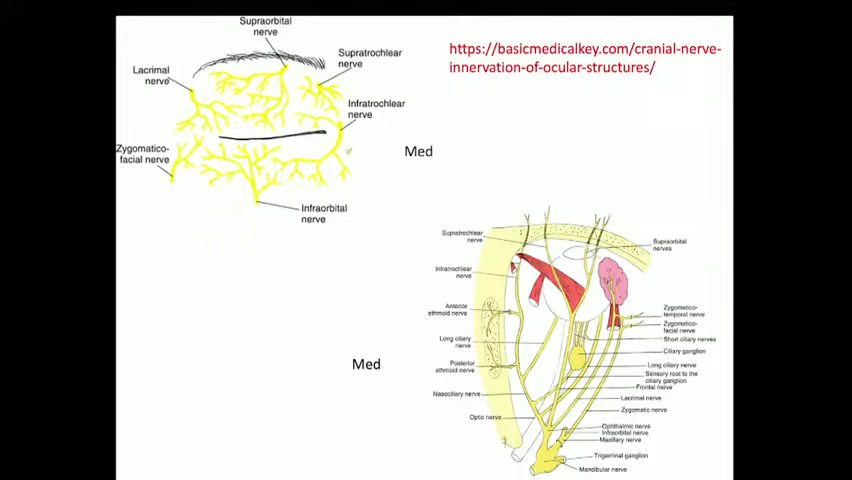 Supraorbital
nerve
Supratrochlear
nerve
Lacrimal
nerve
Infratrochlear
nerve
Zygomatico-
facial nerve
Infraorbital
nerve
https://basicmedicalkey.com/cranial-nerve-
innervation-of-ocular-structures/
Med
Med
Supratrochlear
nerve
Supraorbital
nerves
Infratrochlear
nerve
Anterior
ethmoid nerve
Long ciliary
nerve
Posterior
ethmoid nerve
Nasociliary nerve
Optic nerve
Zygomatico-
temporal nerve
Zygomatico-
facial nerve
Short ciliary nerves
Ciliary ganglion
Long ciliary nerve
Sensory root to the
ciliary ganglion
Frontal nerve
Lacrimal nerve
Zygomatic nerve
Ophthalmic nerve
Infraorbital nerve
Maxillary nerve
Trigeminal ganglion
Mandibular nerve